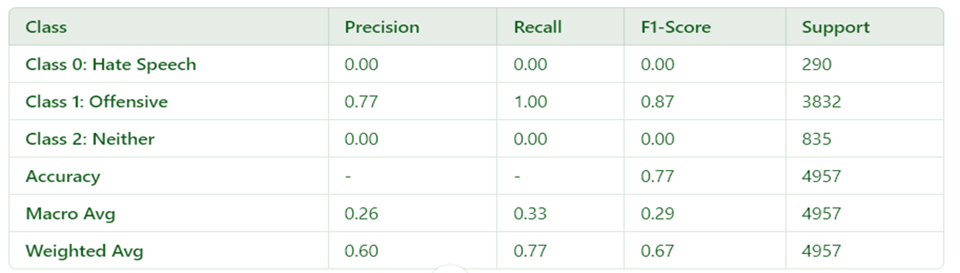 Class Precision Recall F1-Score Support
Class 0: Hate Speech 0.00 0.00 0.00 290
Class 1: Offensive 0.77 1.00 0.87 3832
Class 2: Neither 0.00 0.00 0.00 835
Accuracy - - 0.77 4957
Macro Avg 0.26 0.33 0.29 4957
Weighted Avg 0.60 0.77 0.67 4957